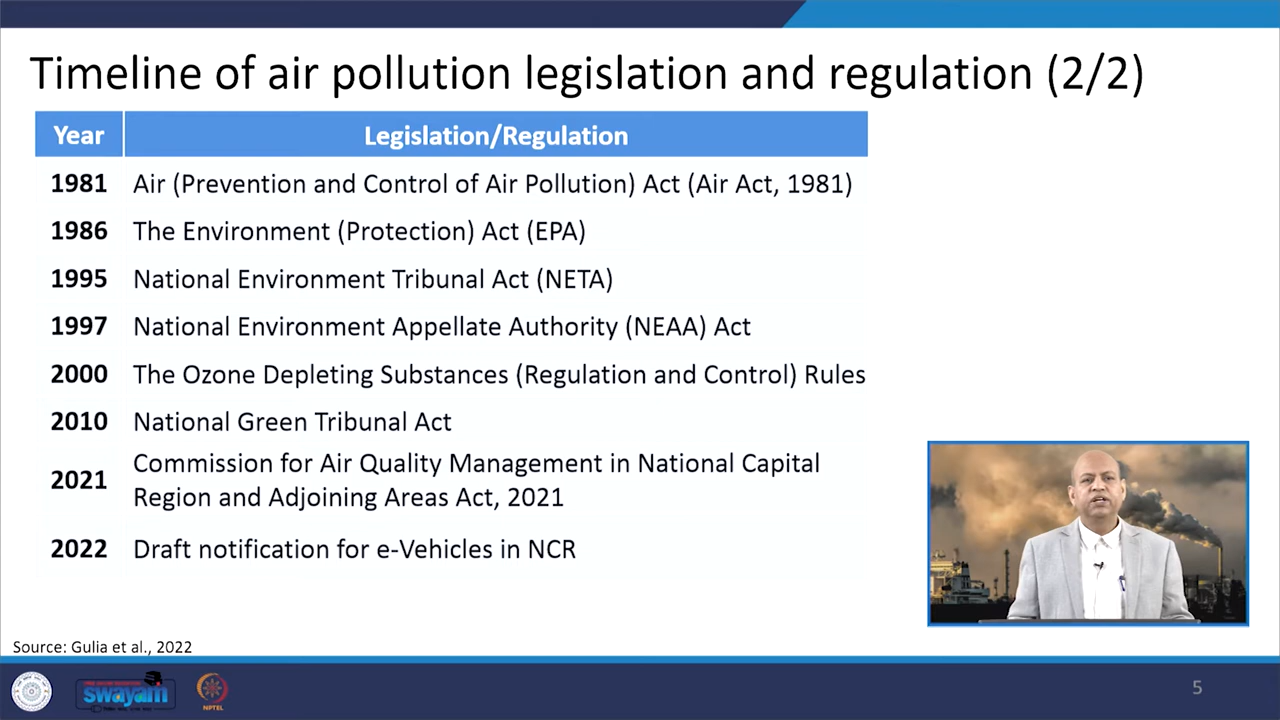 Timeline of air pollution legislation and regulation (2/2)
Year Legislation/Regulation
1981 Air (Prevention and Control of Air Pollution) Act (Air Act, 1981)
1986 The Environment (Protection) Act (EPA)
1995 National Environment Tribunal Act (NETA)
1997 National Environment Appellate Authority (NEAA) Act
2000 The Ozone Depleting Substances (Regulation and Control) Rules
2010 National Green Tribunal Act
2021 Commission for Air Quality Management in National Capital
Region and Adjoining Areas Act, 2021
2022 Draft notification for e-Vehicles in NCR
Source: Gulia et al., 2022
swayam
NPTEL
5